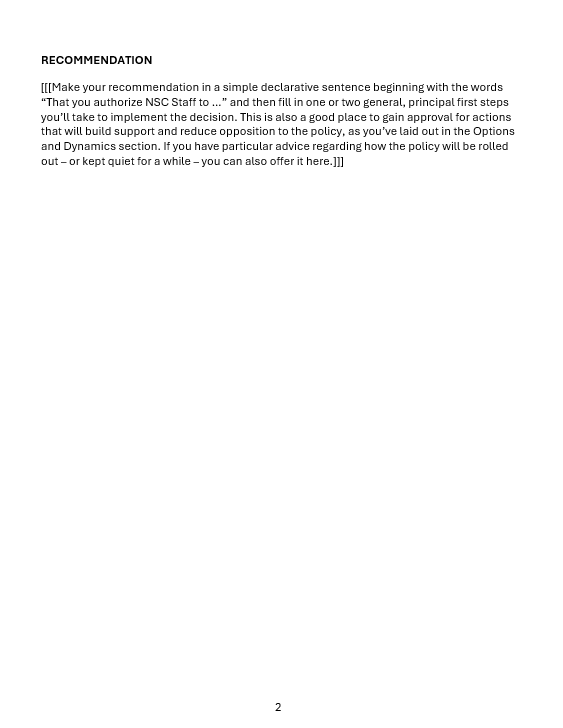 RECOMMENDATION
[[[Make your recommendation in a simple declarative sentence beginning with the words
“That you authorize NSC Staff to ...” and then fill in one or two general, principal first steps
you’ll take to implement the decision. This is also a good place to gain approval for actions
that will build support and reduce opposition to the policy, as you’ve laid out in the Options
and Dynamics section. If you have particular advice regarding how the policy will be rolled
out – or kept quiet for a while – you can also offer it here.]]]
2